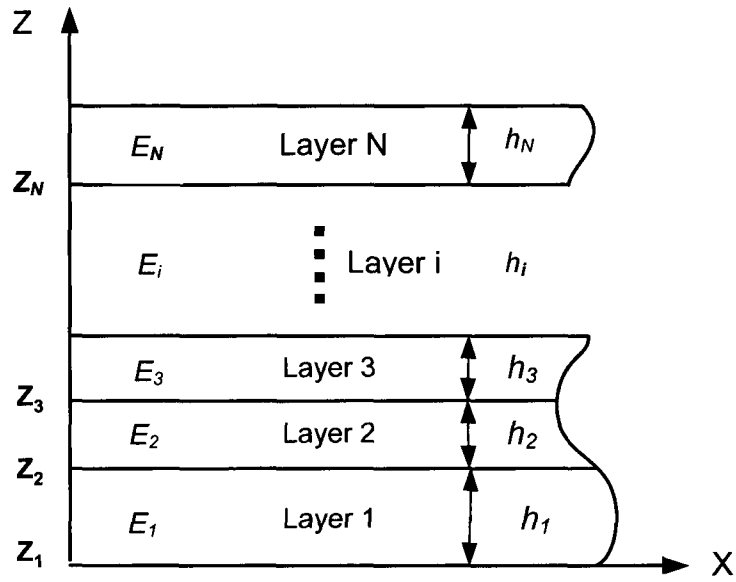 Z
E_N Layer N h_N
Z_N
E_i Layer i h_i
E_3 Layer 3 h_3
Z_3
E_2 Layer 2 h_2
Z_2
E_1 Layer 1 h_1
Z_1
X